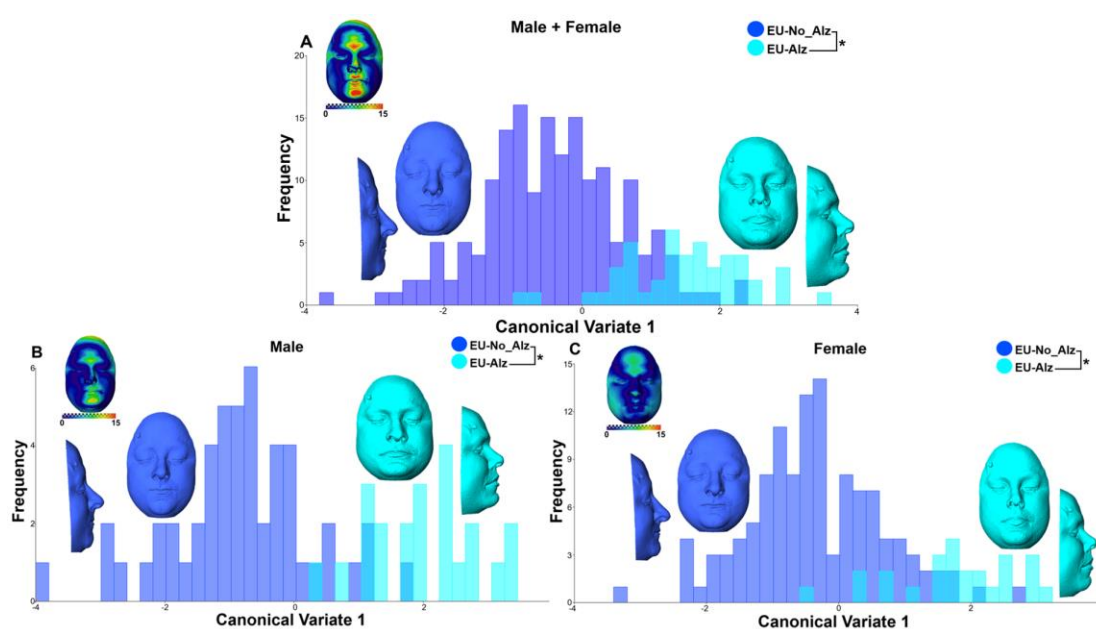 A
Male + Female
EU-No_Alz
*
EU-Alz
0 15
20
15
10
5
0
Frequency
-4 -2 0 2 4
Canonical Variate 1
B
Male
EU-No_Alz
*
EU-Alz
0 15
6
4
2
0
Frequency
-4 -2 0 2
Canonical Variate 1
C
Female
EU-No_Alz
*
EU-Alz
0 15
15
12
9
6
3
0
Frequency
-4 -2 0 2
Canonical Variate 1